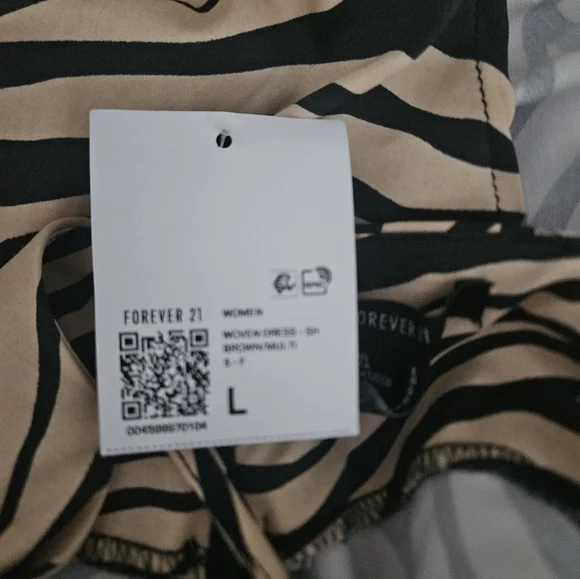 FOREVER 21
WOMEN
WOVEN DRESS - SH
BROWN/MULTI
S - F
L
00459867010
FOREVER 21